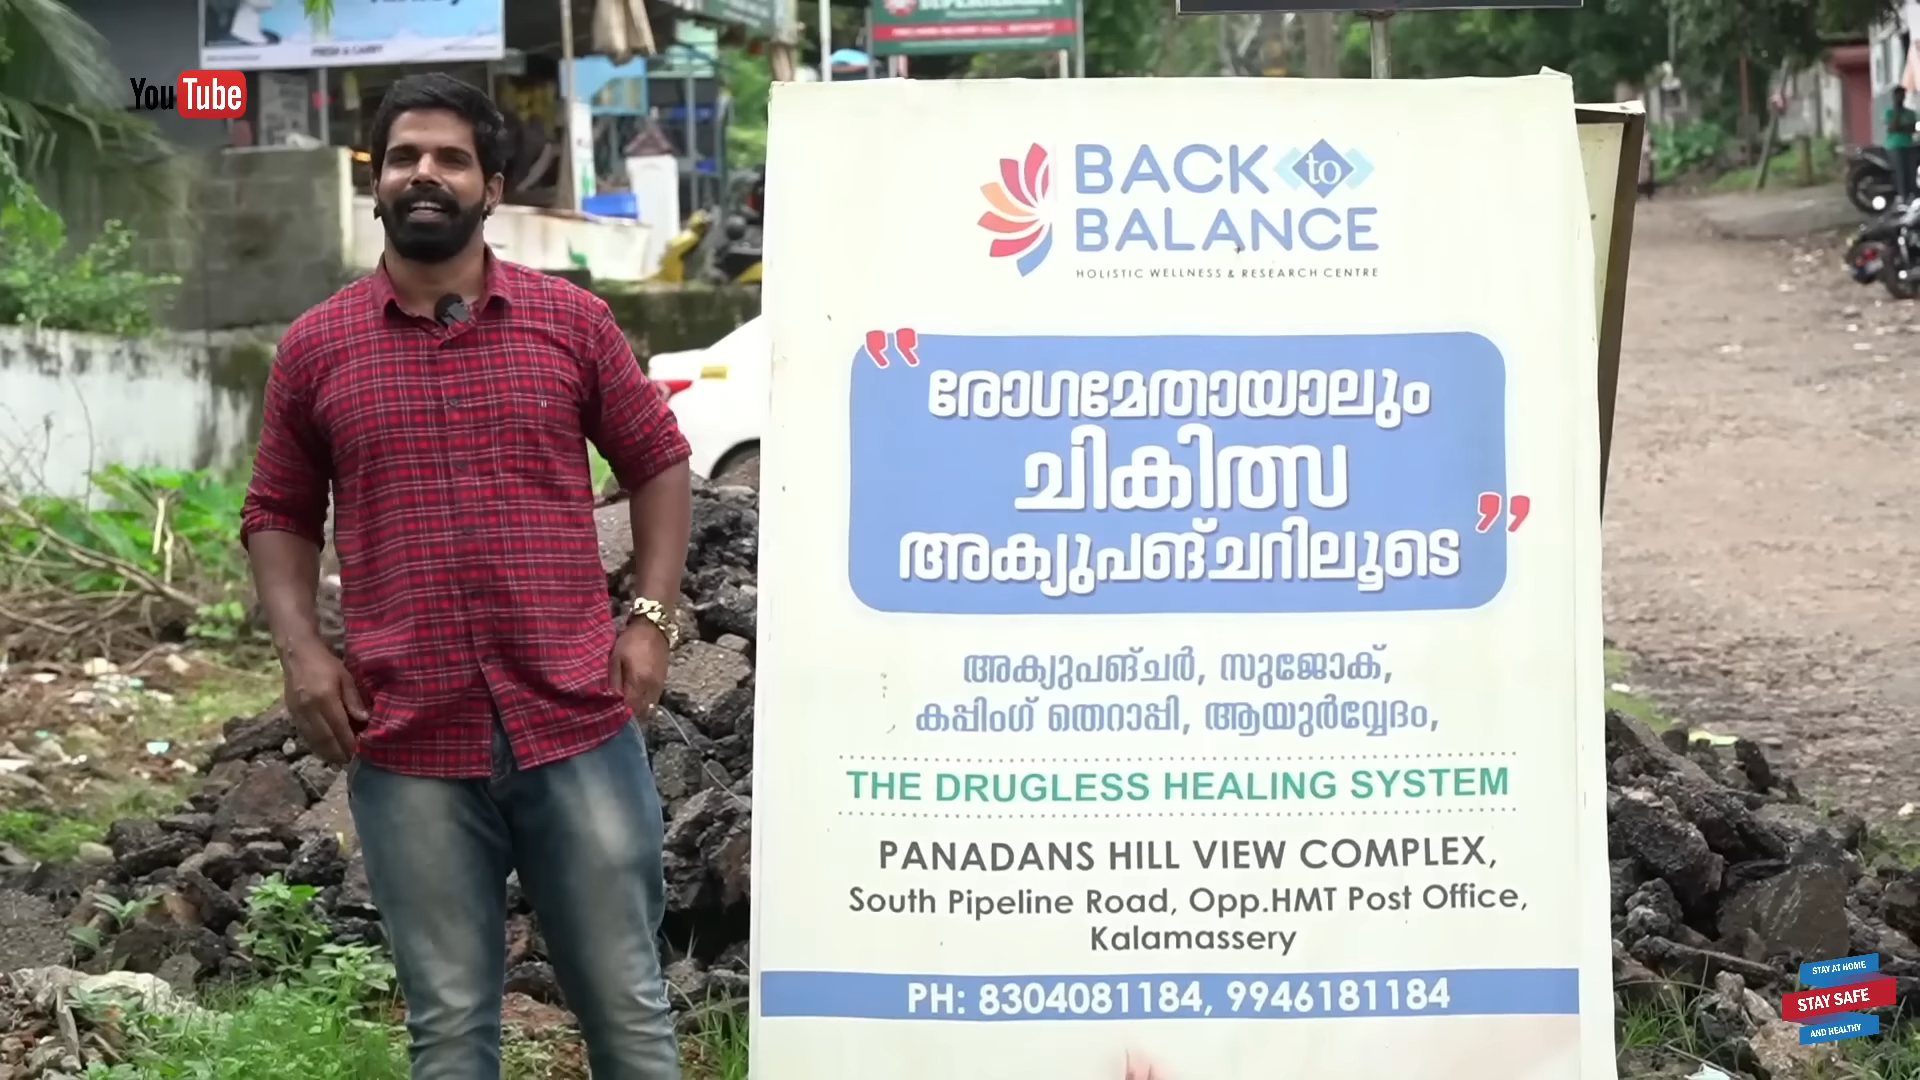 FRESH & CARRY
YouTube
BACK to
BALANCE
HOLISTIC WELLNESS & RESEARCH CENTRE
“രോഗമേതായാലും
ചികിത്സ
അക്യുപങ്ചറിലൂടെ”
അക്യുപങ്ചർ, സുജോക്,
കപ്പിംഗ് തെറാപ്പി, ആയുർവ്വേദം,
THE DRUGLESS HEALING SYSTEM
PANADANS HILL VIEW COMPLEX,
South Pipeline Road, Opp.HMT Post Office,
Kalamassery
PH: 8304081184, 9946181184
STAY AT HOME
STAY SAFE
AND HEALTHY